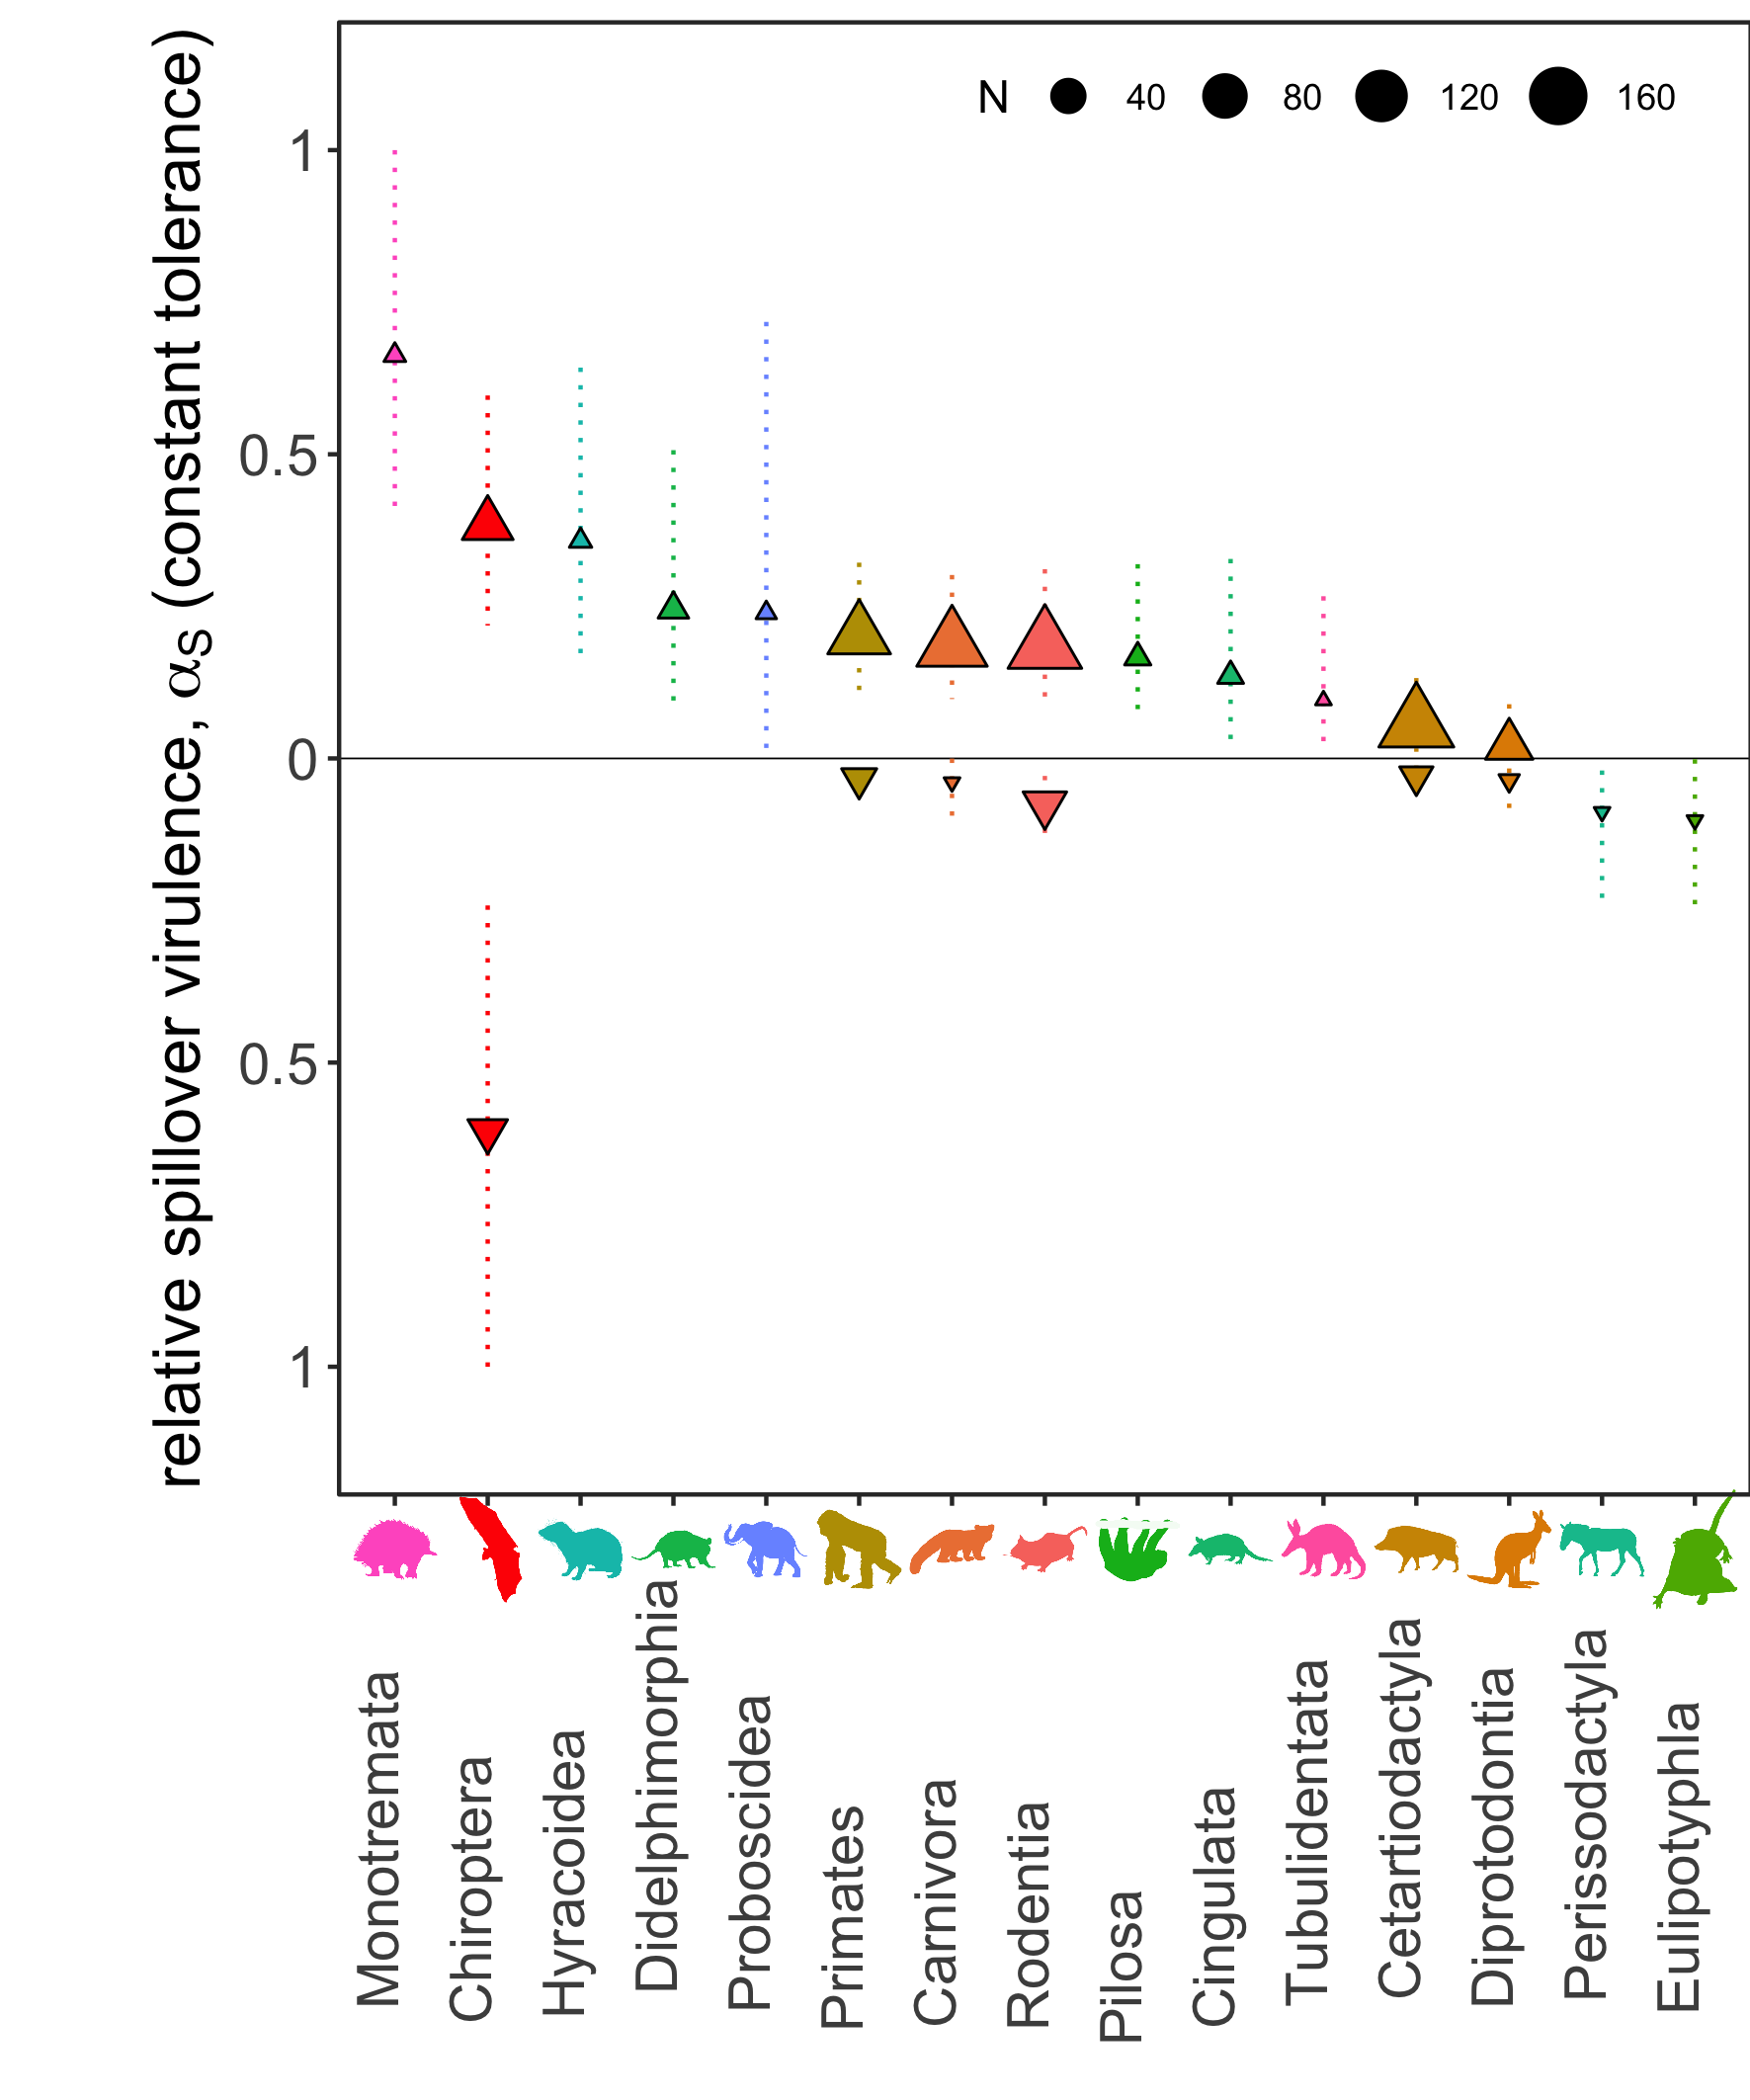 relative spillover virulence, αS (constant tolerance)
N 40 80 120 160
1
0.5
0
0.5
1
Monotremata
Chiroptera
Hyracoidea
Didelphimorphia
Proboscidea
Primates
Carnivora
Rodentia
Pilosa
Cingulata
Tubulidentata
Cetartiodactyla
Diprotodontia
Perissodactyla
Eulipotyphla